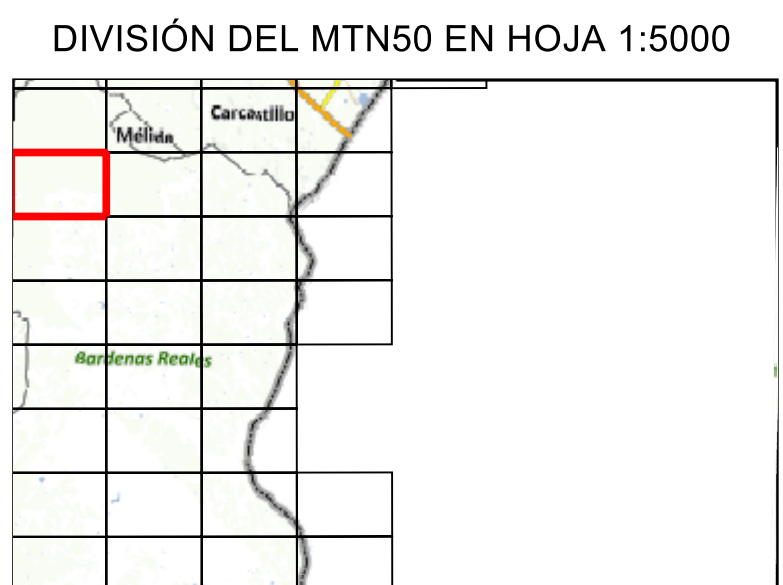 DIVISIÓN DEL MTN50 EN HOJA 1:5000
Carcastillo
Mélida
Bardenas Reales